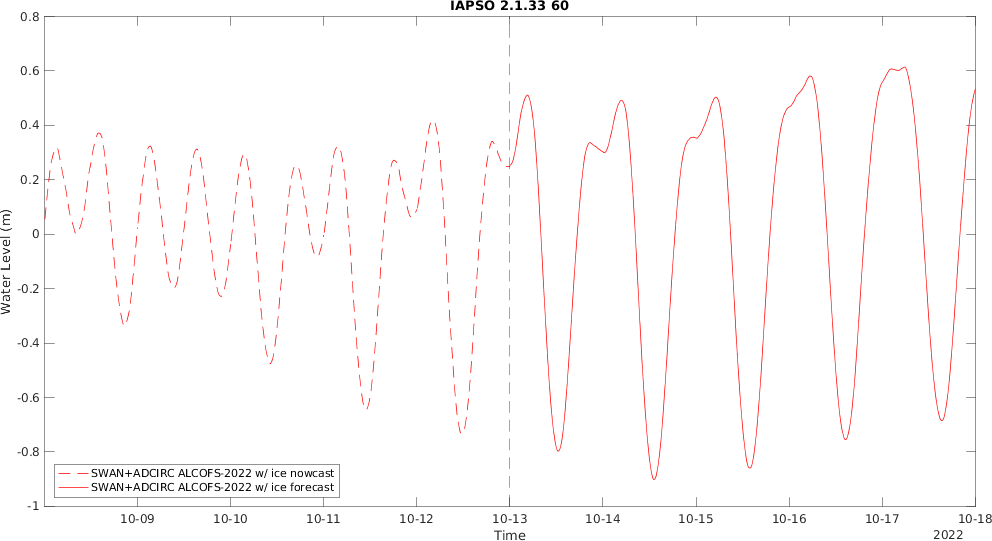 IAPSO 2.1.33 60
Water Level (m)
0.8
0.6
0.4
0.2
0
-0.2
-0.4
-0.6
-0.8
-1
SWAN+ADCIRC ALCOFS-2022 w/ ice nowcast
SWAN+ADCIRC ALCOFS-2022 w/ ice forecast
10-09 10-10 10-11 10-12 10-13 10-14 10-15 10-16 10-17 10-18
Time
2022